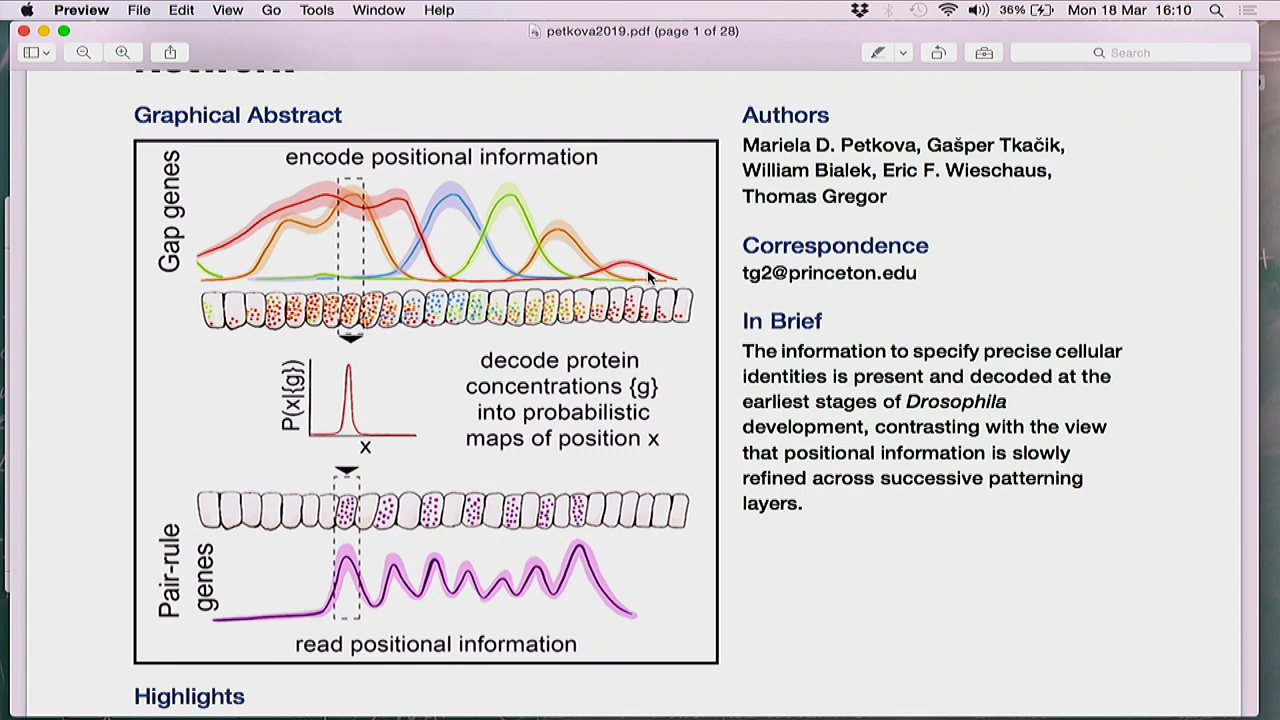 Preview File Edit View Go Tools Window Help 36% Mon 18 Mar 16:10
petkova2019.pdf (page 1 of 28)
Search
Graphical Abstract
encode positional information
Gap genes
decode protein
concentrations {g}
into probabilistic
maps of position x
P(x|{g})
x
Pair-rule
genes
read positional information
Highlights
Authors
Mariela D. Petkova, Gašper Tkačik,
William Bialek, Eric F. Wieschaus,
Thomas Gregor
Correspondence
tg2@princeton.edu
In Brief
The information to specify precise cellular
identities is present and decoded at the
earliest stages of Drosophila
development, contrasting with the view
that positional information is slowly
refined across successive patterning
layers.